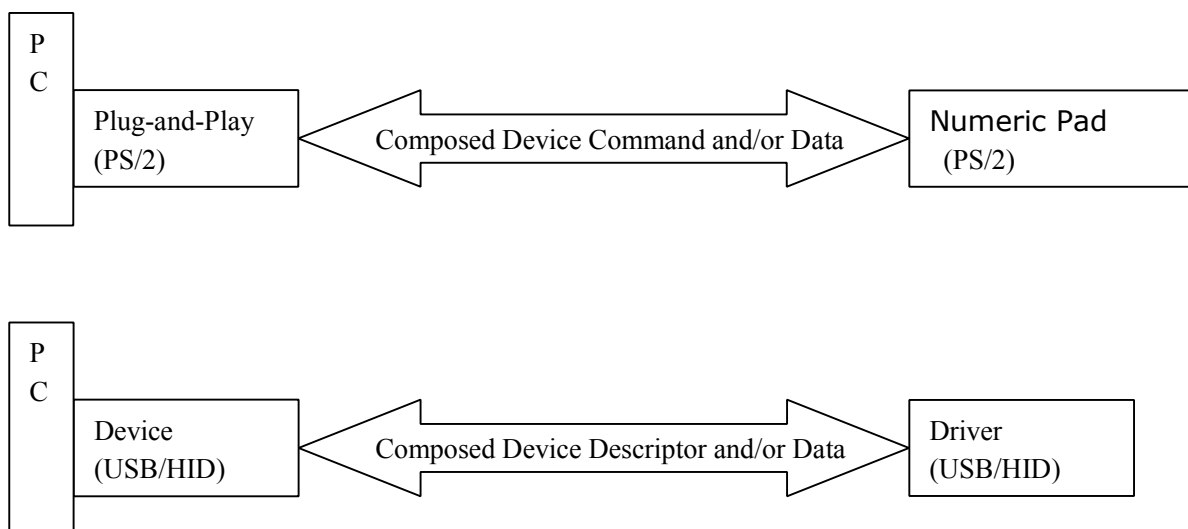 P
C
Plug-and-Play
(PS/2)
Composed Device Command and/or Data
Numeric Pad
(PS/2)
P
C
Device
(USB/HID)
Composed Device Descriptor and/or Data
Driver
(USB/HID)